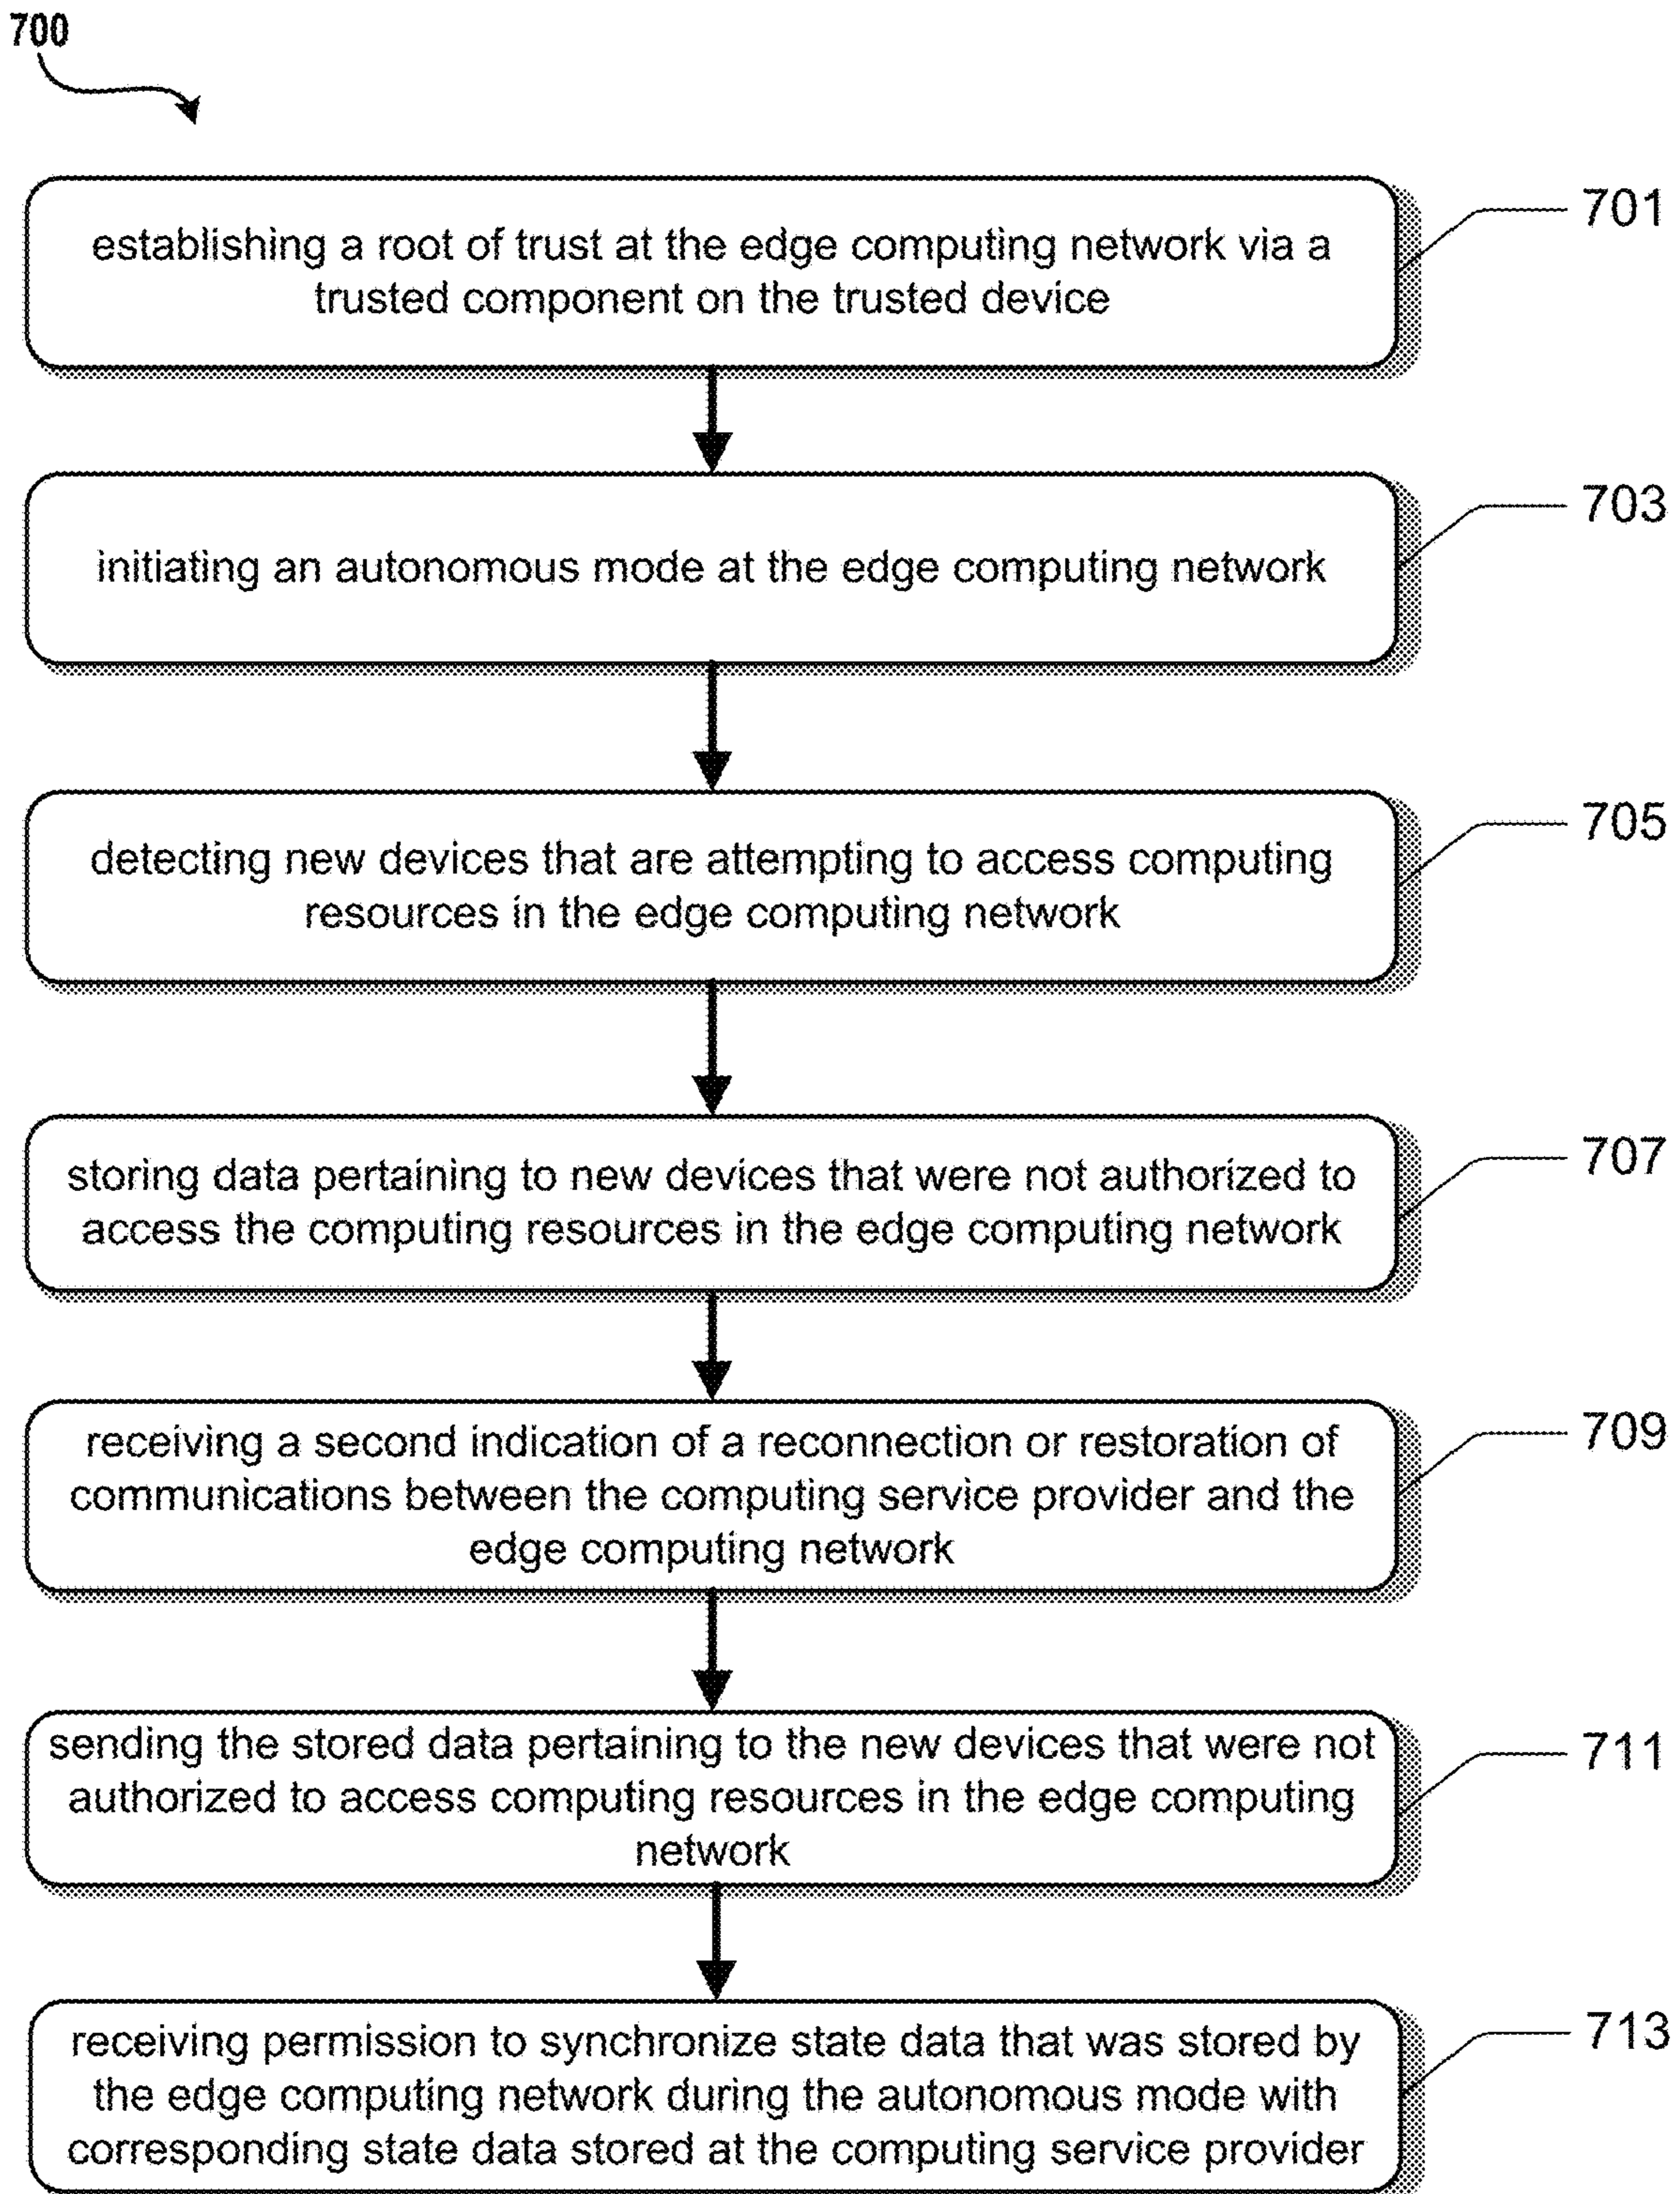 700
establishing a root of trust at the edge computing network via a
trusted component on the trusted device
701
initiating an autonomous mode at the edge computing network
703
detecting new devices that are attempting to access computing
resources in the edge computing network
705
storing data pertaining to new devices that were not authorized to
access the computing resources in the edge computing network
707
receiving a second indication of a reconnection or restoration of
communications between the computing service provider and the
edge computing network
709
sending the stored data pertaining to the new devices that were not
authorized to access computing resources in the edge computing
network
711
receiving permission to synchronize state data that was stored by
the edge computing network during the autonomous mode with
corresponding state data stored at the computing service provider
713